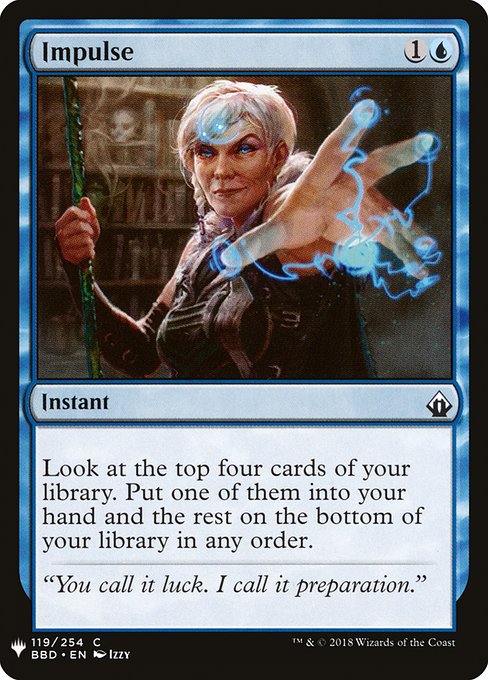 Impulse 1
Instant
Look at the top four cards of your
library. Put one of them into your
hand and the rest on the bottom of
your library in any order.
“You call it luck. I call it preparation.”
119/254 C
BBD • EN Izzy
™ & © 2018 Wizards of the Coast